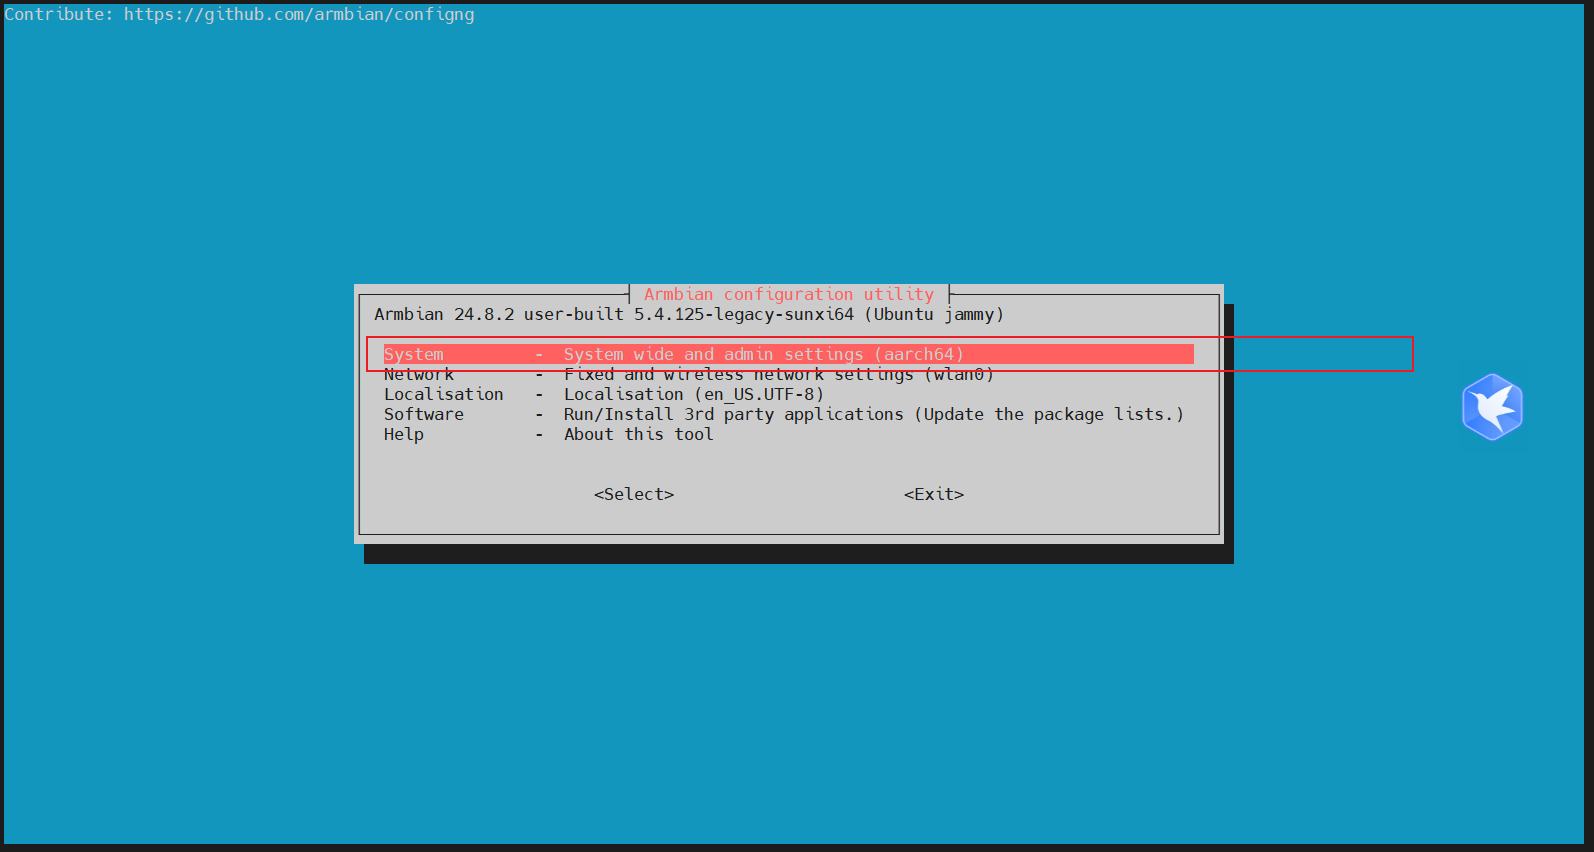 Contribute: https://github.com/armbian/configng
Armbian configuration utility
Armbian 24.8.2 user-built 5.4.125-legacy-sunxi64 (Ubuntu jammy)
System - System wide and admin settings (aarch64)
Network - Fixed and wireless network settings (wlan0)
Localisation - Localisation (en_US.UTF-8)
Software - Run/Install 3rd party applications (Update the package lists.)
Help - About this tool
<Select> <Exit>